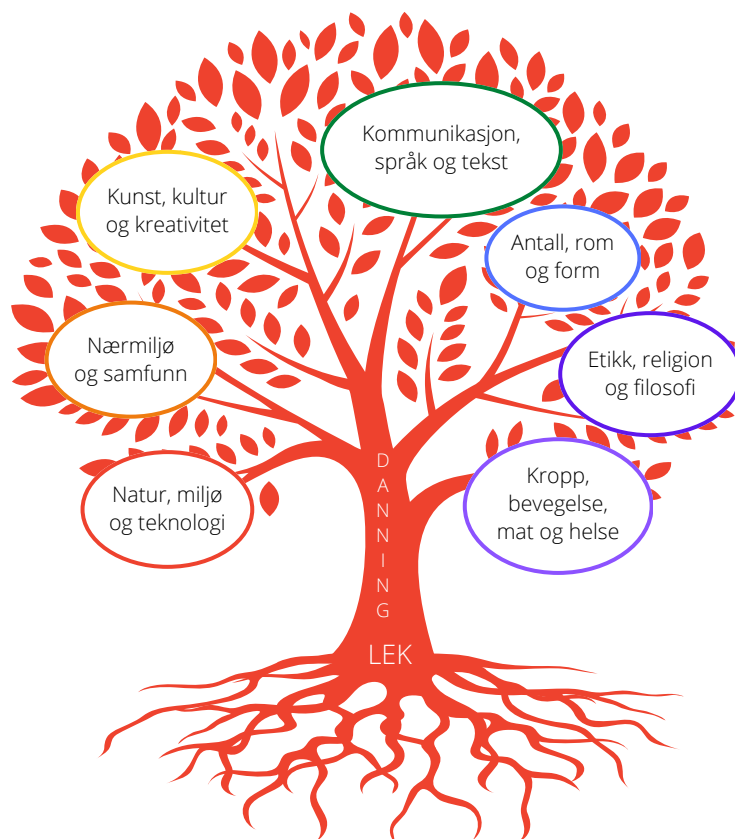 Kommunikasjon,
språk og tekst
Kunst, kultur
og kreativitet
Antall, rom
og form
Nærmiljø
og samfunn
Etikk, religion
og filosofi
Natur, miljø
og teknologi
Kropp,
bevegelse,
mat og helse
DANNING
LEK